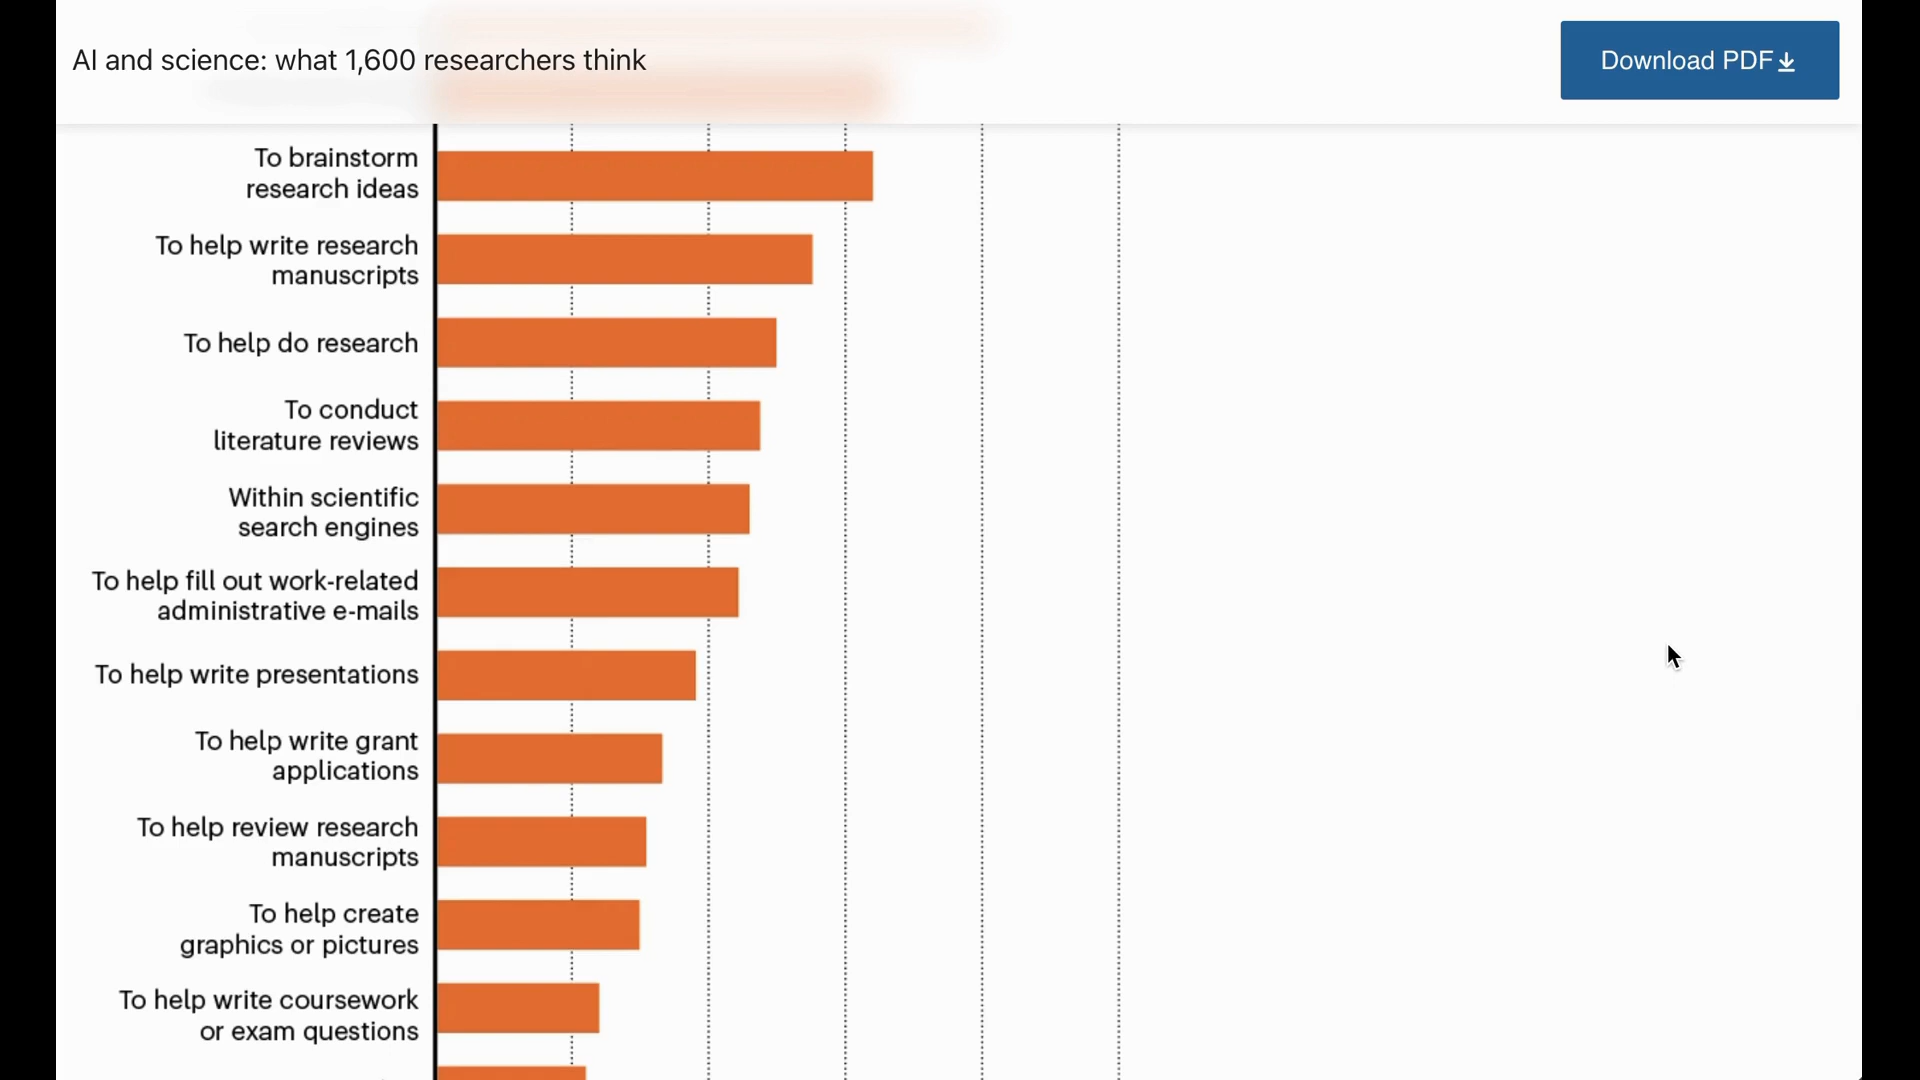 AI and science: what 1,600 researchers think
Download PDF
To brainstorm
research ideas
To help write research
manuscripts
To help do research
To conduct
literature reviews
Within scientific
search engines
To help fill out work-related
administrative e-mails
To help write presentations
To help write grant
applications
To help review research
manuscripts
To help create
graphics or pictures
To help write coursework
or exam questions